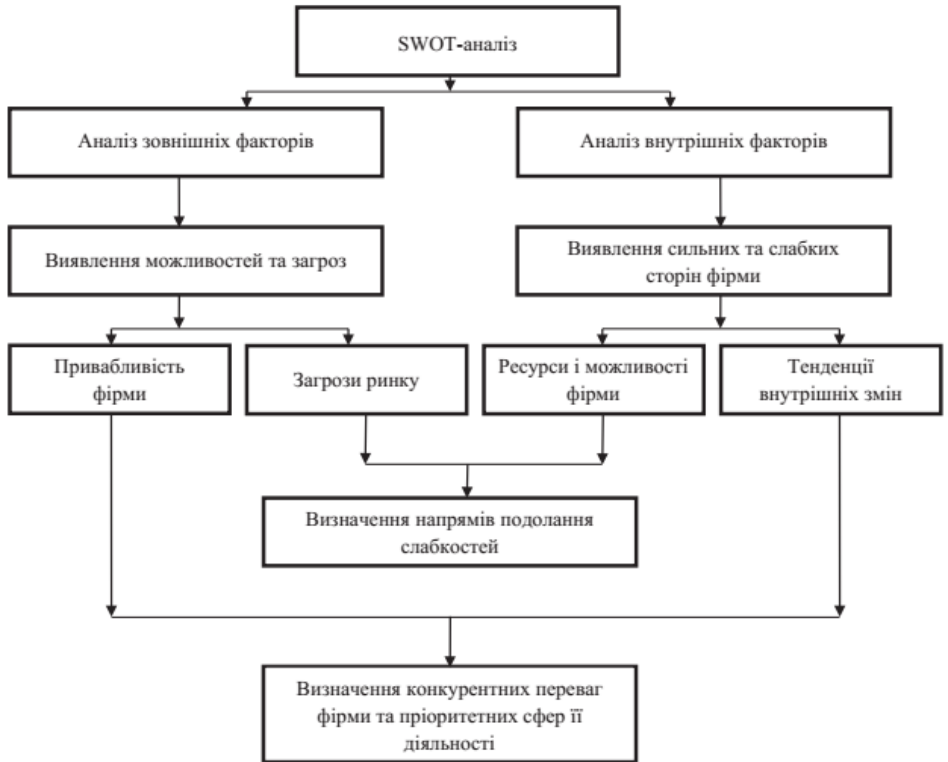 SWOT-аналіз
Аналіз зовнішніх факторів
Аналіз внутрішніх факторів
Виявлення можливостей та загроз
Виявлення сильних та слабких
сторін фірми
Привабливість
фірми
Загрози ринку
Ресурси і можливості
фірми
Тенденції
внутрішніх змін
Визначення напрямів подолання
слабкостей
Визначення конкурентних переваг
фірми та пріоритетних сфер її
діяльності